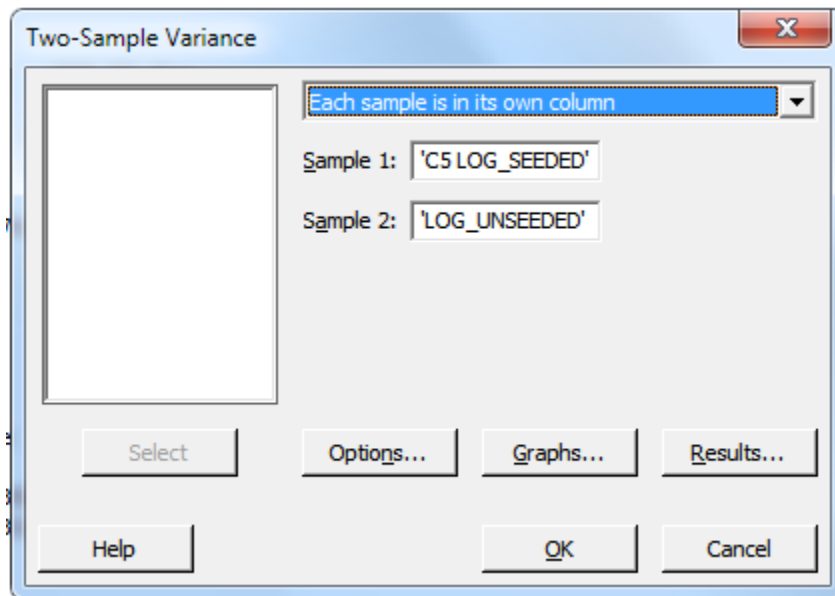 Two-Sample Variance
Each sample is in its own column
Sample 1: 'C5 LOG_SEEDED'
Sample 2: 'LOG_UNSEEDED'
Select
Options...
Graphs...
Results...
Help
OK
Cancel